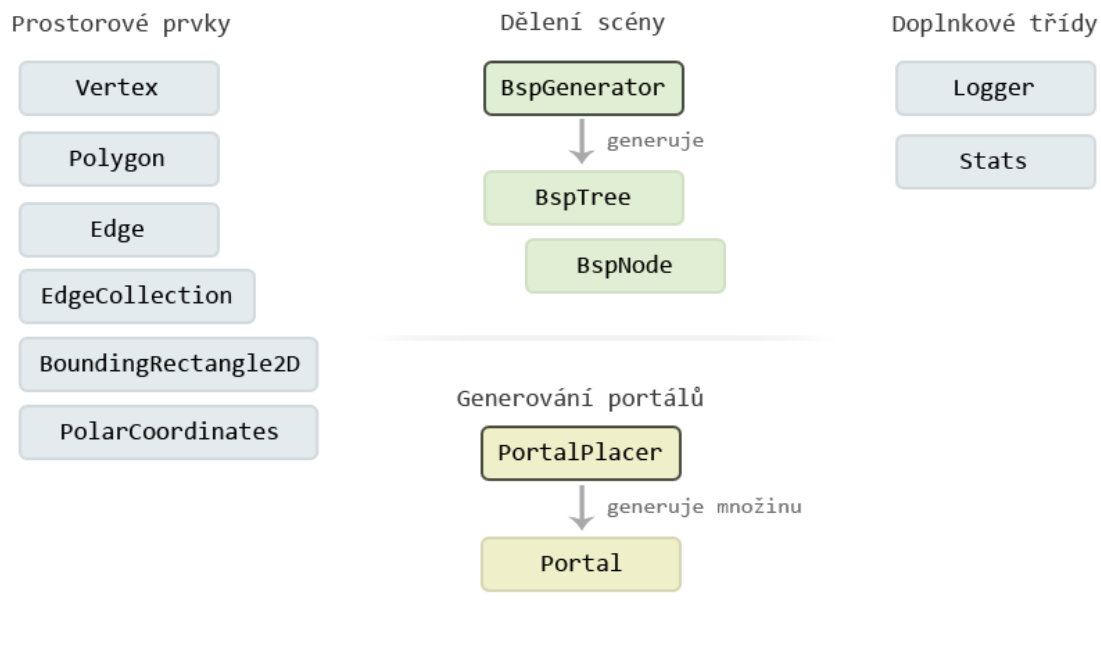 Prostorové prvky
Vertex
Polygon
Edge
EdgeCollection
BoundingRectangle2D
PolarCoordinates
Dělení scény
BspGenerator
generuje
BspTree
BspNode
Generování portálů
PortalPlacer
generuje množinu
Portal
Doplnkové třídy
Logger
Stats